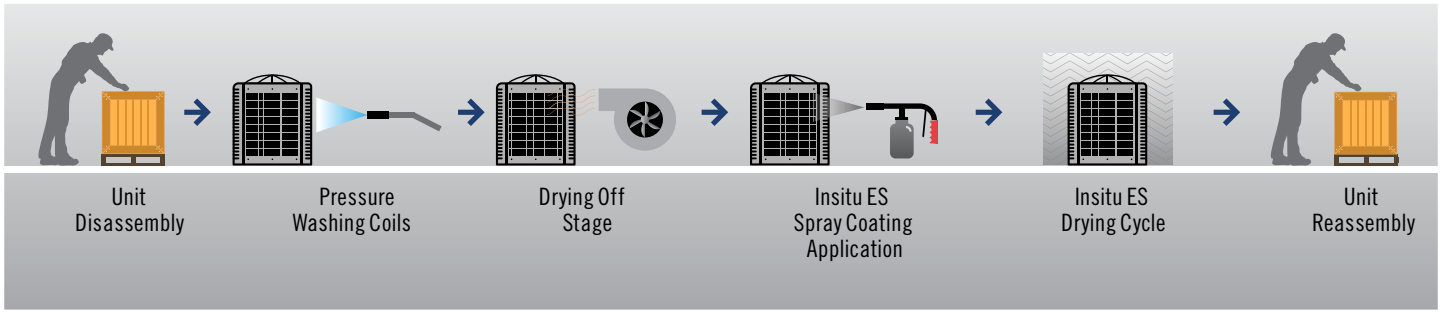 Unit
Disassembly
Pressure
Washing Coils
Drying Off
Stage
Insitu ES
Spray Coating
Application
Insitu ES
Drying Cycle
Unit
Reassembly